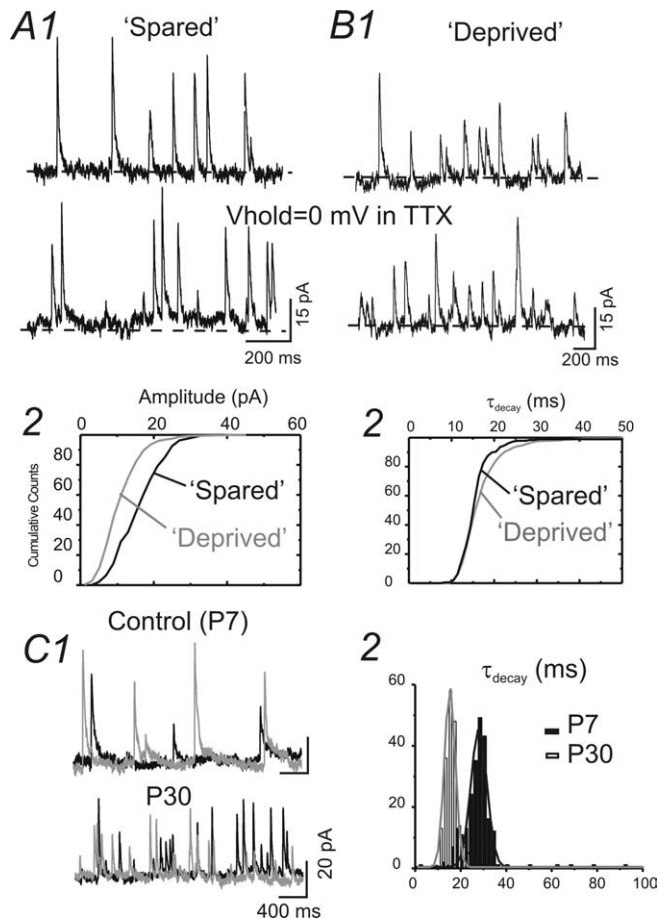 A1 'Spared' B1 'Deprived'
Vhold=0 mV in TTX
15 pA
200 ms
15 pA
200 ms
2 Amplitude (pA)
0 20 40 60
Cumulative Counts
80
60
40
20
0
'Spared'
'Deprived'
2 τdecay (ms)
0 10 20 30 40 50
80
60
40
20
0
'Spared'
'Deprived'
Control (P7)
C1
P30
20 pA
400 ms
2 τdecay (ms)
60
40
20
0
P7
P30
0 20 40 60 80 100